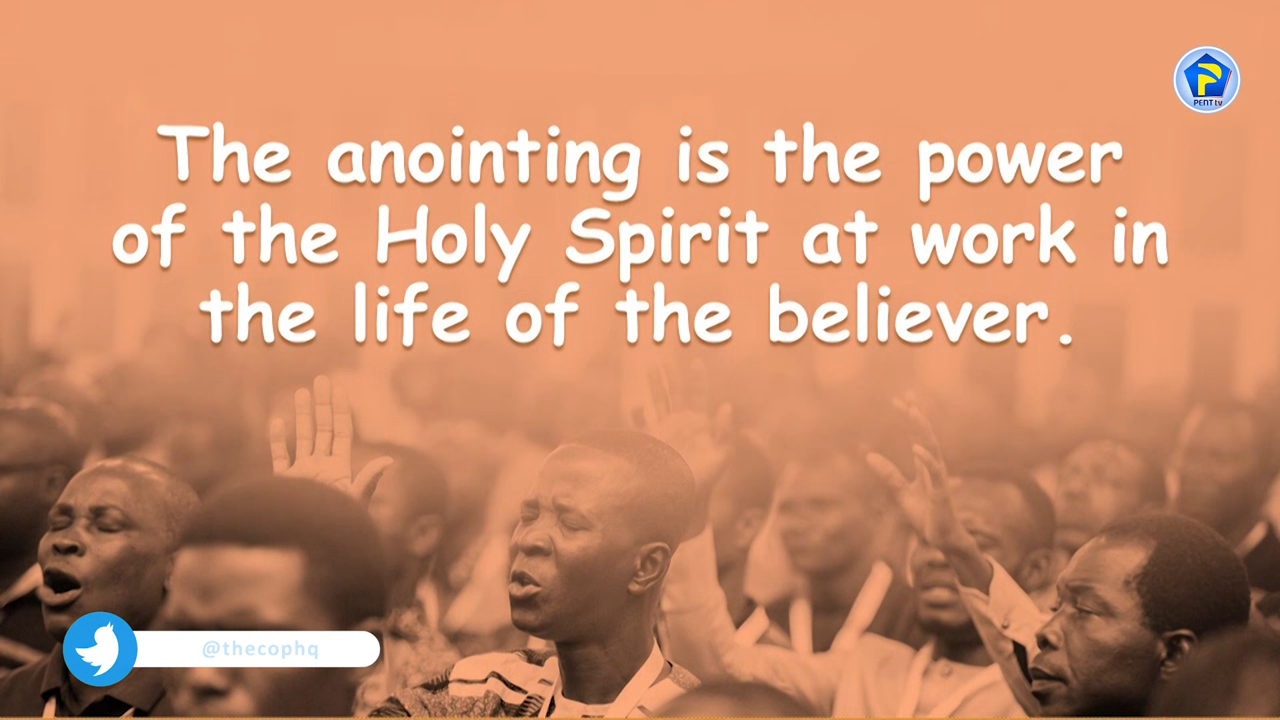 PENT tv
The anointing is the power
of the Holy Spirit at work in
the life of the believer.
@thecophq